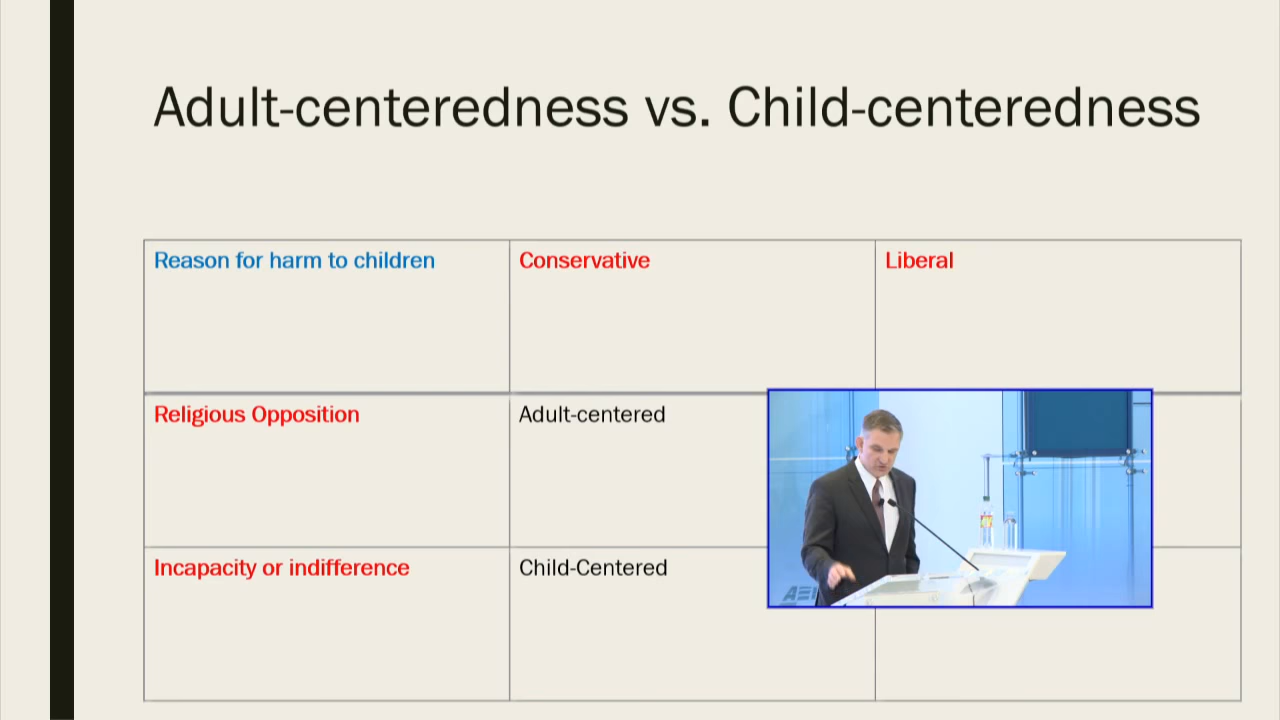 Adult-centeredness vs. Child-centeredness
Reason for harm to children
Conservative
Liberal
Religious Opposition
Adult-centered
Incapacity or indifference
Child-Centered